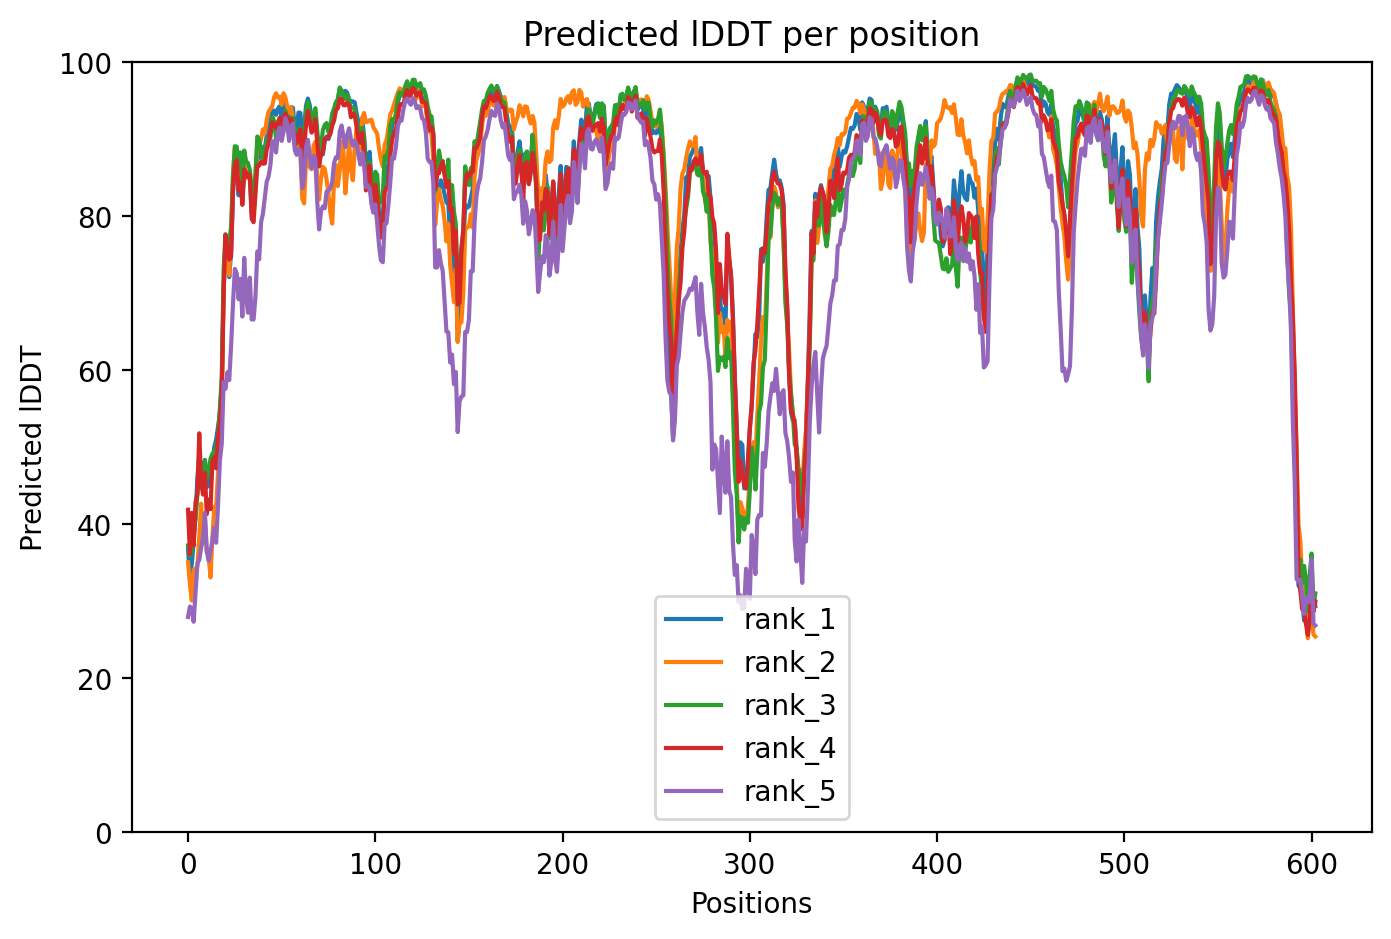 Predicted lDDT per position
Predicted lDDT
100
80
60
40
20
0
0 100 200 300 400 500 600
Positions
rank_1
rank_2
rank_3
rank_4
rank_5